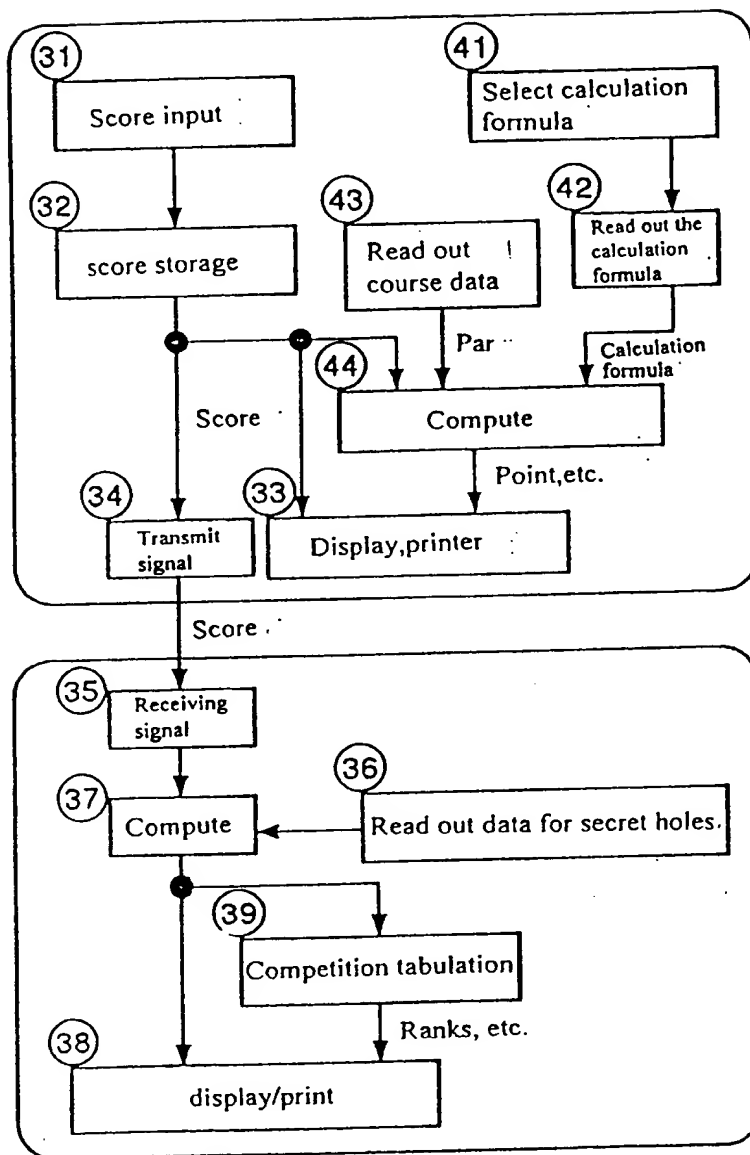 31
Score input
41
Select calculation
formula
32
score storage
43
Read out
course data
42
Read out the
calculation
formula
Par
Calculation
formula
44
Compute
Score
Point,etc.
34
Transmit
signal
33
Display,printer
Score
35
Receiving
signal
37
Compute
36
Read out data for secret holes.
39
Competition tabulation
Ranks, etc.
38
display/print